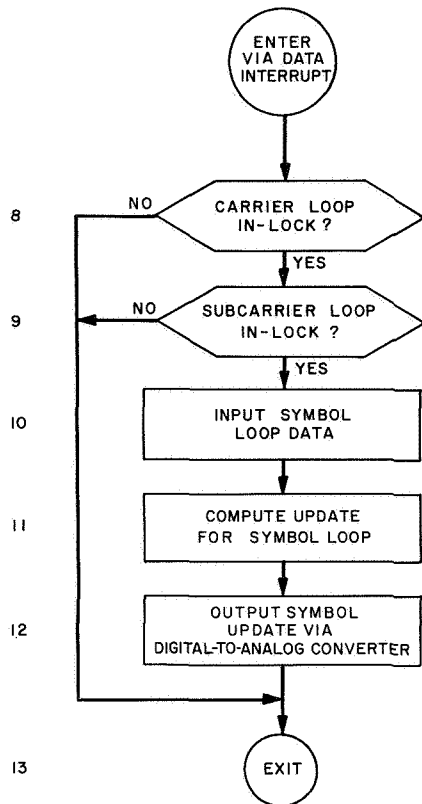 ENTER
VIA DATA
INTERRUPT
NO
8
CARRIER LOOP
IN-LOCK ?
YES
NO
9
SUBCARRIER LOOP
IN-LOCK ?
YES
10
INPUT SYMBOL
LOOP DATA
11
COMPUTE UPDATE
FOR SYMBOL LOOP
12
OUTPUT SYMBOL
UPDATE VIA
DIGITAL-TO-ANALOG CONVERTER
13
EXIT